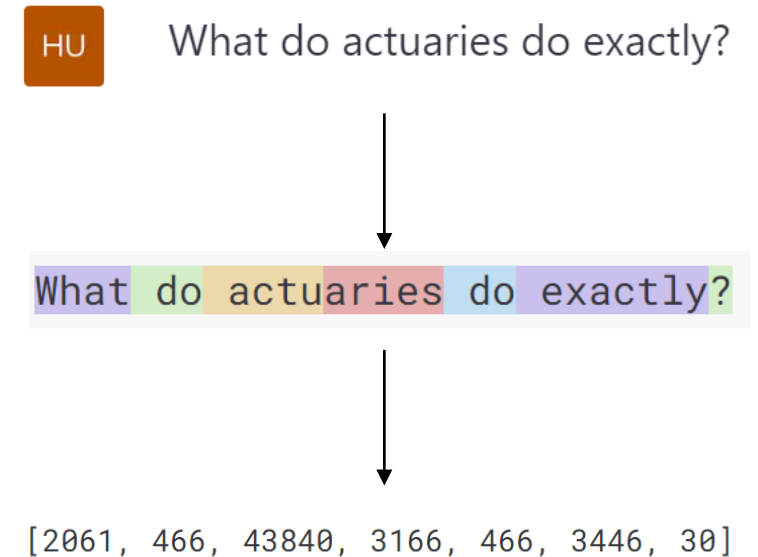 HU What do actuaries do exactly?
What do actuaries do exactly?
[2061, 466, 43840, 3166, 466, 3446, 30]